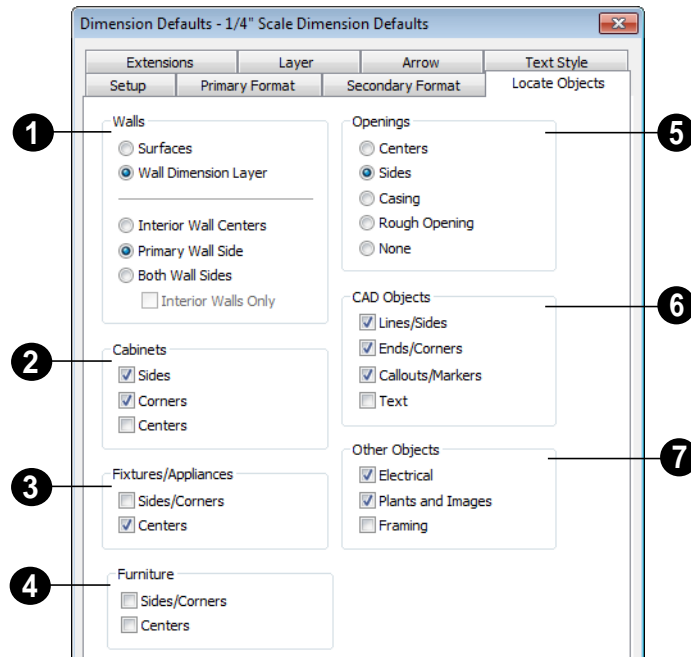 Dimension Defaults - 1/4" Scale Dimension Defaults
Extensions Layer Arrow Text Style
Setup Primary Format Secondary Format Locate Objects
1
Walls
Surfaces
Wall Dimension Layer
Interior Wall Centers
Primary Wall Side
Both Wall Sides
Interior Walls Only
2
Cabinets
Sides
Corners
Centers
3
Fixtures/Appliances
Sides/Corners
Centers
4
Furniture
Sides/Corners
Centers
5
Openings
Centers
Sides
Casing
Rough Opening
None
6
CAD Objects
Lines/Sides
Ends/Corners
Callouts/Markers
Text
7
Other Objects
Electrical
Plants and Images
Framing